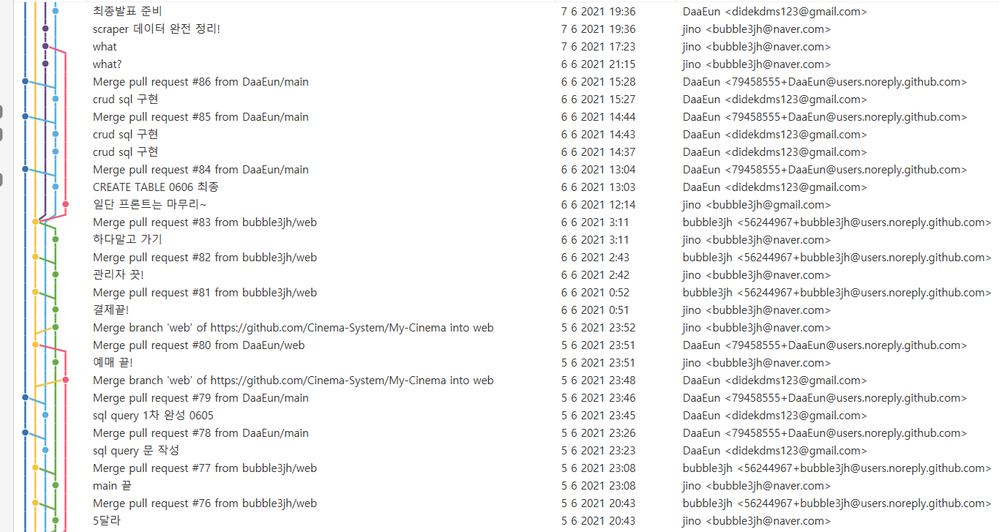 최종발표 준비 7 6 2021 19:36 DaaEun <didekdms123@gmail.com>
scraper 데이터 완전 정리! 7 6 2021 19:36 jino <bubble3jh@naver.com>
what 7 6 2021 17:23 jino <bubble3jh@naver.com>
what? 6 6 2021 21:15 jino <bubble3jh@naver.com>
Merge pull request #86 from DaaEun/main 6 6 2021 15:28 DaaEun <79458555+DaaEun@users.noreply.github.com>
crud sql 구현 6 6 2021 15:27 DaaEun <didekdms123@gmail.com>
Merge pull request #85 from DaaEun/main 6 6 2021 14:44 DaaEun <79458555+DaaEun@users.noreply.github.com>
crud sql 구현 6 6 2021 14:43 DaaEun <didekdms123@gmail.com>
crud sql 구현 6 6 2021 14:37 DaaEun <didekdms123@gmail.com>
Merge pull request #84 from DaaEun/main 6 6 2021 13:04 DaaEun <79458555+DaaEun@users.noreply.github.com>
CREATE TABLE 0606 최종 6 6 2021 13:03 DaaEun <didekdms123@gmail.com>
일단 프론트는 마무리~ 6 6 2021 12:14 jino <bubble3jh@gmail.com>
Merge pull request #83 from bubble3jh/web 6 6 2021 3:11 bubble3jh <56244967+bubble3jh@users.noreply.github.com>
하다말고 가기 6 6 2021 3:11 jino <bubble3jh@naver.com>
Merge pull request #82 from bubble3jh/web 6 6 2021 2:43 bubble3jh <56244967+bubble3jh@users.noreply.github.com>
관리자 끗! 6 6 2021 2:42 jino <bubble3jh@naver.com>
Merge pull request #81 from bubble3jh/web 6 6 2021 0:52 bubble3jh <56244967+bubble3jh@users.noreply.github.com>
결제끝! 6 6 2021 0:51 jino <bubble3jh@naver.com>
Merge branch 'web' of https://github.com/Cinema-System/My-Cinema into web 5 6 2021 23:52 jino <bubble3jh@naver.com>
Merge pull request #80 from DaaEun/web 5 6 2021 23:51 DaaEun <79458555+DaaEun@users.noreply.github.com>
예매 끝! 5 6 2021 23:51 jino <bubble3jh@naver.com>
Merge branch 'web' of https://github.com/Cinema-System/My-Cinema into web 5 6 2021 23:48 DaaEun <didekdms123@gmail.com>
Merge pull request #79 from DaaEun/main 5 6 2021 23:46 DaaEun <79458555+DaaEun@users.noreply.github.com>
sql query 1차 완성 0605 5 6 2021 23:45 DaaEun <didekdms123@gmail.com>
Merge pull request #78 from DaaEun/main 5 6 2021 23:26 DaaEun <79458555+DaaEun@users.noreply.github.com>
sql query 문 작성 5 6 2021 23:23 DaaEun <didekdms123@gmail.com>
Merge pull request #77 from bubble3jh/web 5 6 2021 23:08 bubble3jh <56244967+bubble3jh@users.noreply.github.com>
main 끝 5 6 2021 23:08 jino <bubble3jh@naver.com>
Merge pull request #76 from bubble3jh/web 5 6 2021 20:43 bubble3jh <56244967+bubble3jh@users.noreply.github.com>
5달라 5 6 2021 20:43 jino <bubble3jh@naver.com>